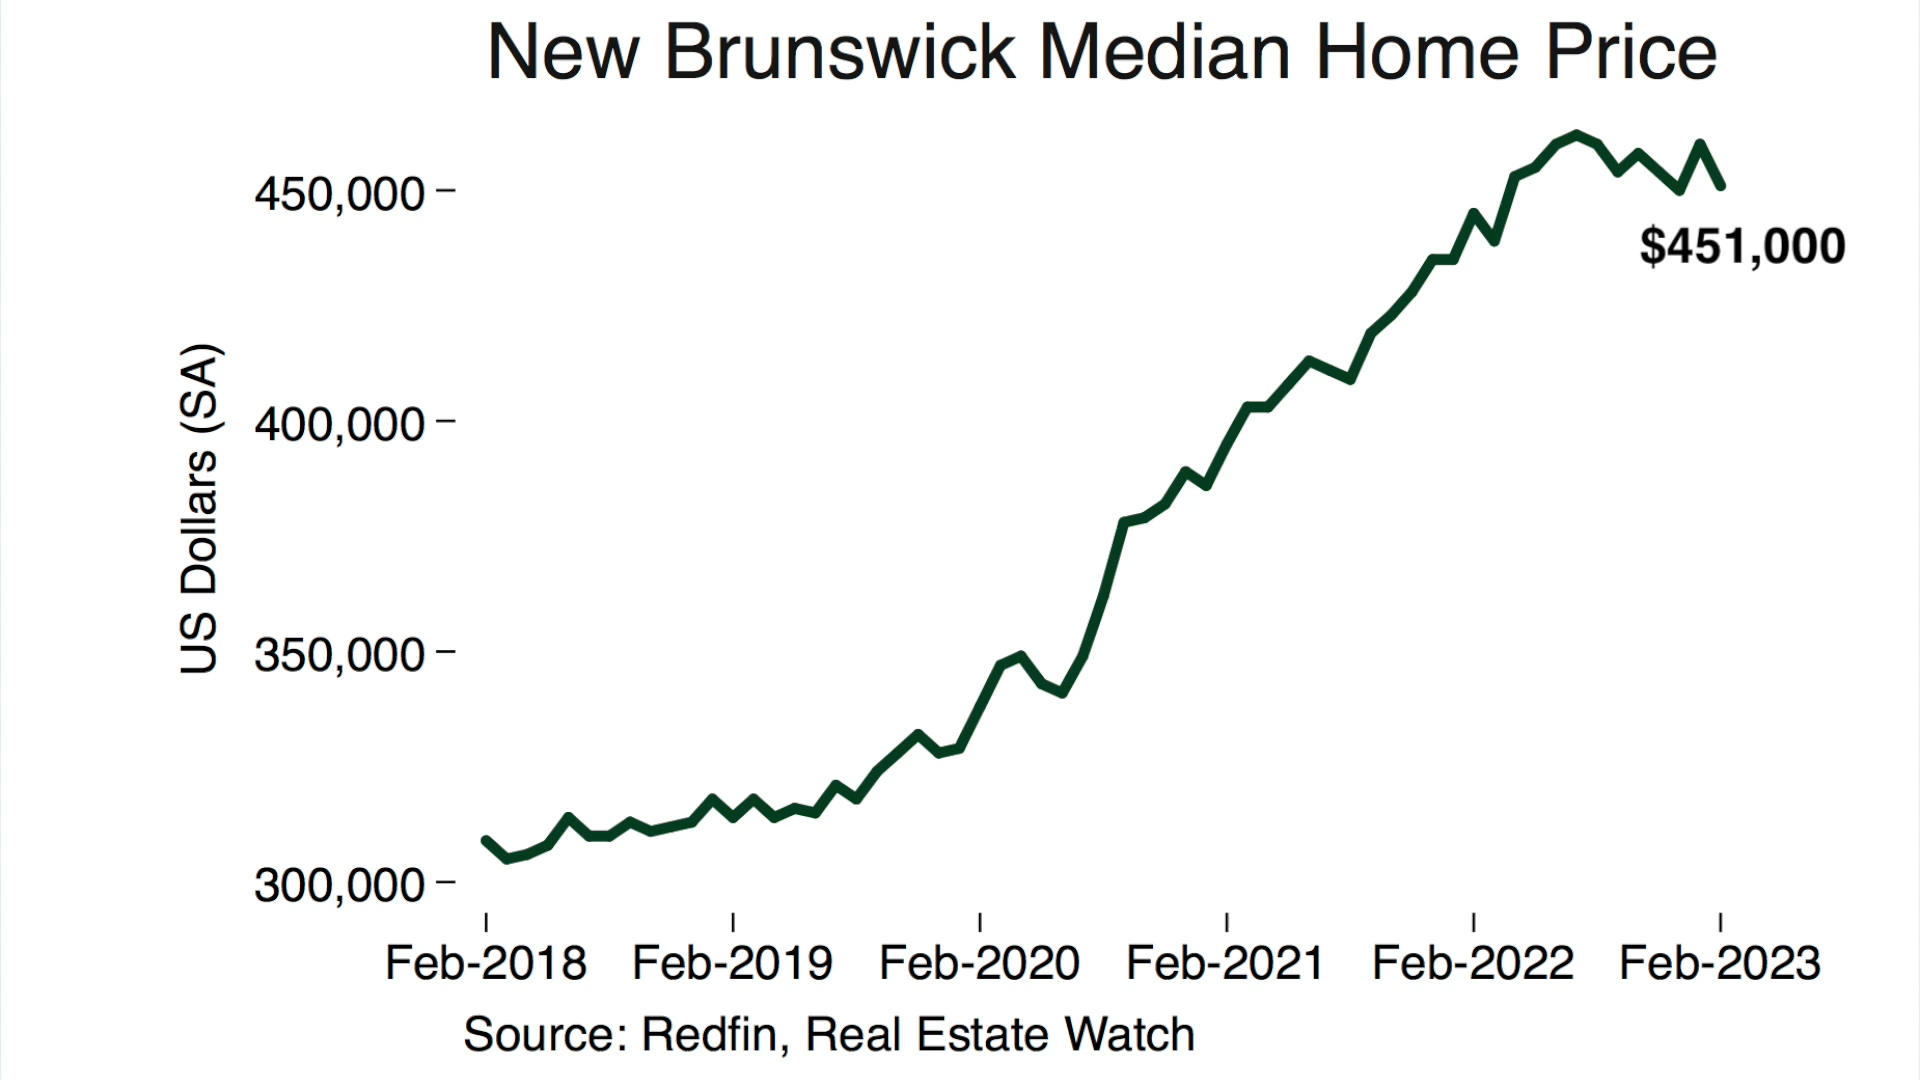 New Brunswick Median Home Price
US Dollars (SA)
450,000
400,000
350,000
300,000
$451,000
Feb-2018 Feb-2019 Feb-2020 Feb-2021 Feb-2022 Feb-2023
Source: Redfin, Real Estate Watch